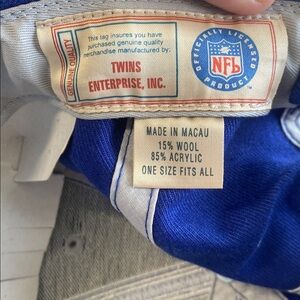 GENUINE QUALITY
This tag insures you have
purchased genuine quality
merchandise manufactured by:
TWINS
ENTERPRISE, INC.
OFFICIALLY LICENSED
NFL
PRODUCT
MADE IN MACAU
15% WOOL
85% ACRYLIC
ONE SIZE FITS ALL